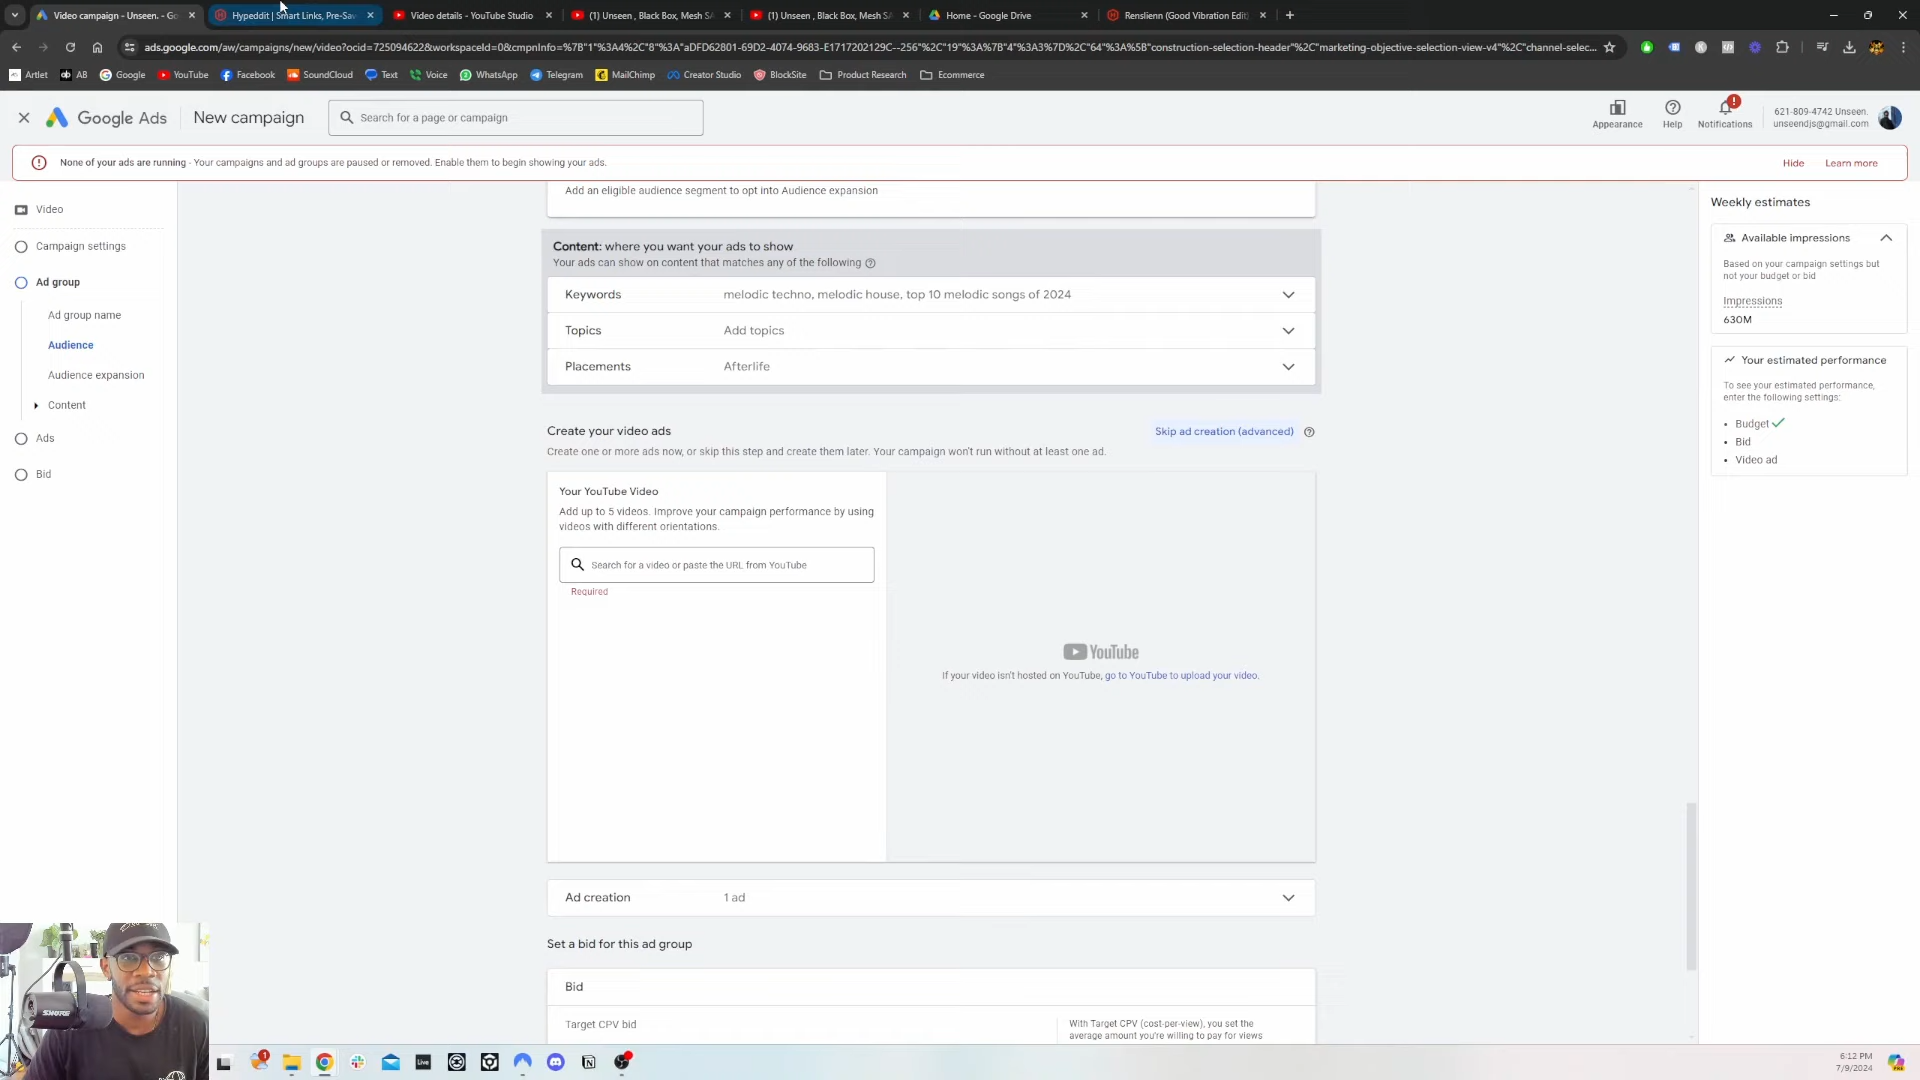 Video campaign - Unseen. - Go
Hypeddit | Smart Links, Pre-Sav
Video details - YouTube Studio
(1) Unseen , Black Box, Mesh SA
(1) Unseen , Black Box, Mesh SA
Home - Google Drive
Renslienn (Good Vibration Edit)
ads.google.com/aw/campaigns/new/video?ocid=725094622&workspaceId=0&cmpnInfo=%7B"1"%3A4%2C"8"%3A"aDFD62801-69D2-4074-9683-E1717202129C--256"%2C"19"%3A%7B"4"%3A3%7D%2C"64"%3A%5B"construction-selection-header"%2C"marketing-objective-selection-view-v4"%2C"channel-selec...
Artlet
ab AB
Google
YouTube
Facebook
SoundCloud
Text
Voice
WhatsApp
Telegram
MailChimp
Creator Studio
BlockSite
Product Research
Ecommerce
Google Ads
New campaign
Search for a page or campaign
Appearance
Help
Notifications
621-809-4742 Unseen.
unseendjs@gmail.com
None of your ads are running - Your campaigns and ad groups are paused or removed. Enable them to begin showing your ads.
Hide
Learn more
Video
Campaign settings
Ad group
Ad group name
Audience
Audience expansion
Content
Ads
Bid
Add an eligible audience segment to opt into Audience expansion
Content: where you want your ads to show
Your ads can show on content that matches any of the following
Keywords
melodic techno, melodic house, top 10 melodic songs of 2024
Topics
Add topics
Placements
Afterlife
Create your video ads
Skip ad creation (advanced)
Create one or more ads now, or skip this step and create them later. Your campaign won't run without at least one ad.
Your YouTube Video
Add up to 5 videos. Improve your campaign performance by using
videos with different orientations.
Search for a video or paste the URL from YouTube
Required
YouTube
If your video isn't hosted on YouTube, go to YouTube to upload your video.
Ad creation
1 ad
Set a bid for this ad group
Bid
Target CPV bid
With Target CPV (cost-per-view), you set the
average amount you're willing to pay for views
Weekly estimates
Available impressions
Based on your campaign settings but
not your budget or bid
Impressions
630M
Your estimated performance
To see your estimated performance,
enter the following settings:
Budget
Bid
Video ad
SHURE
Live
1
6:12 PM
7/9/2024